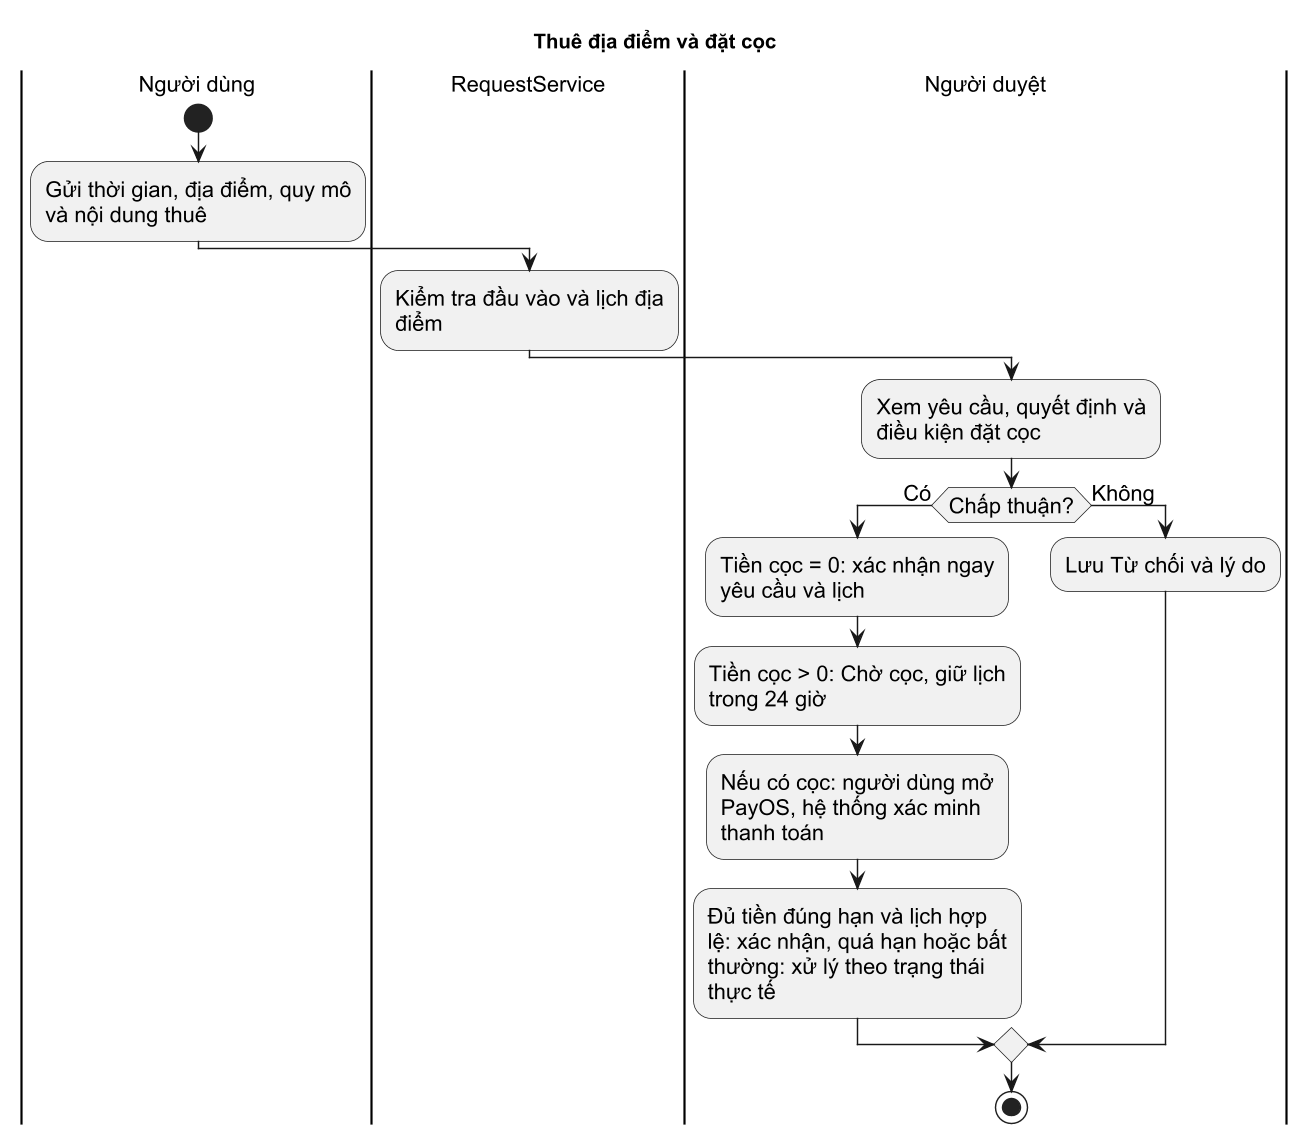 Thuê địa điểm và đặt cọc
Người dùng
RequestService
Người duyệt
Gửi thời gian, địa điểm, quy mô
và nội dung thuê
Kiểm tra đầu vào và lịch địa
điểm
Xem yêu cầu, quyết định và
điều kiện đặt cọc
Có
Chấp thuận?
Không
Tiền cọc = 0: xác nhận ngay
yêu cầu và lịch
Lưu Từ chối và lý do
Tiền cọc > 0: Chờ cọc, giữ lịch
trong 24 giờ
Nếu có cọc: người dùng mở
PayOS, hệ thống xác minh
thanh toán
Đủ tiền đúng hạn và lịch hợp
lệ: xác nhận, quá hạn hoặc bất
thường: xử lý theo trạng thái
thực tế